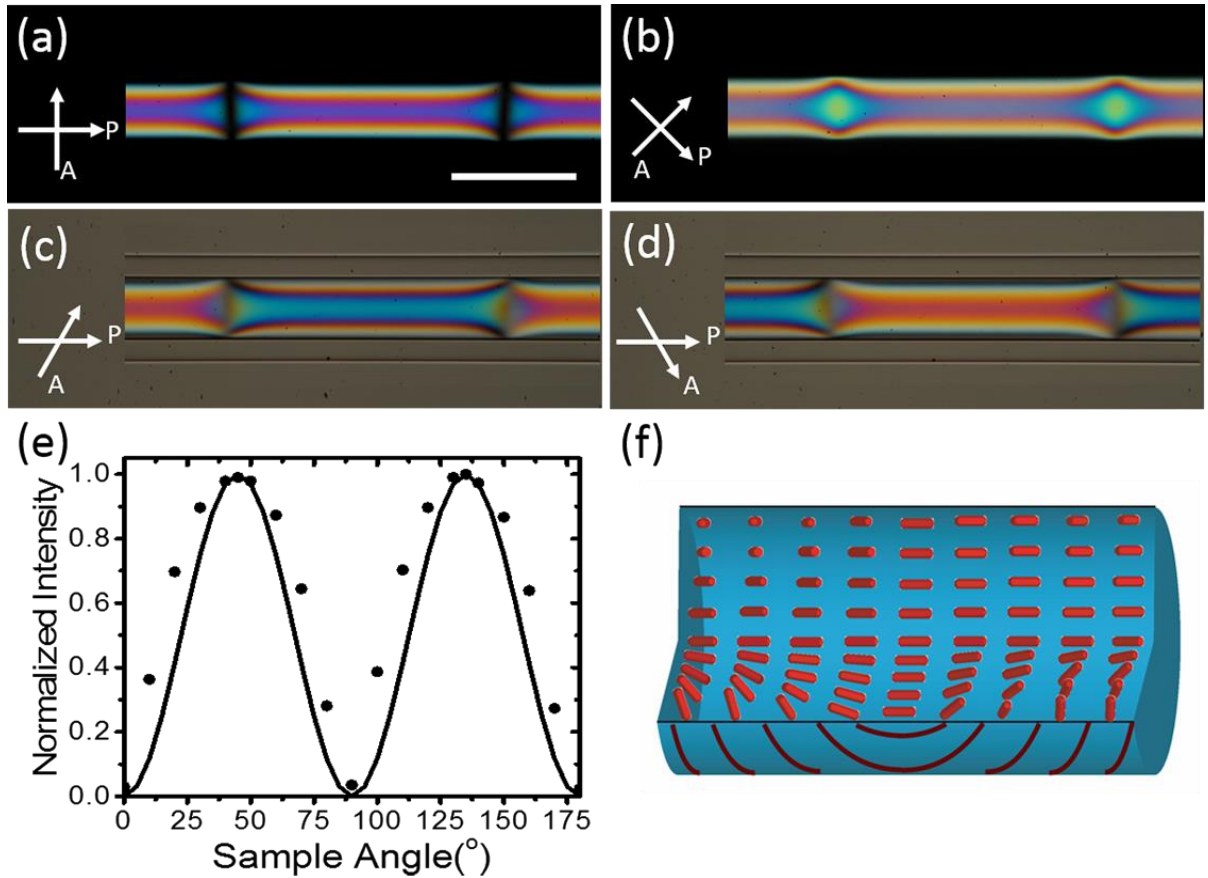 (a)
P
A
(b)
A
P
(c)
P
A
(d)
P
A
(e)
Normalized Intensity
1.0
0.8
0.6
0.4
0.2
0.0
0 25 50 75 100 125 150 175
Sample Angle(°)
(f)